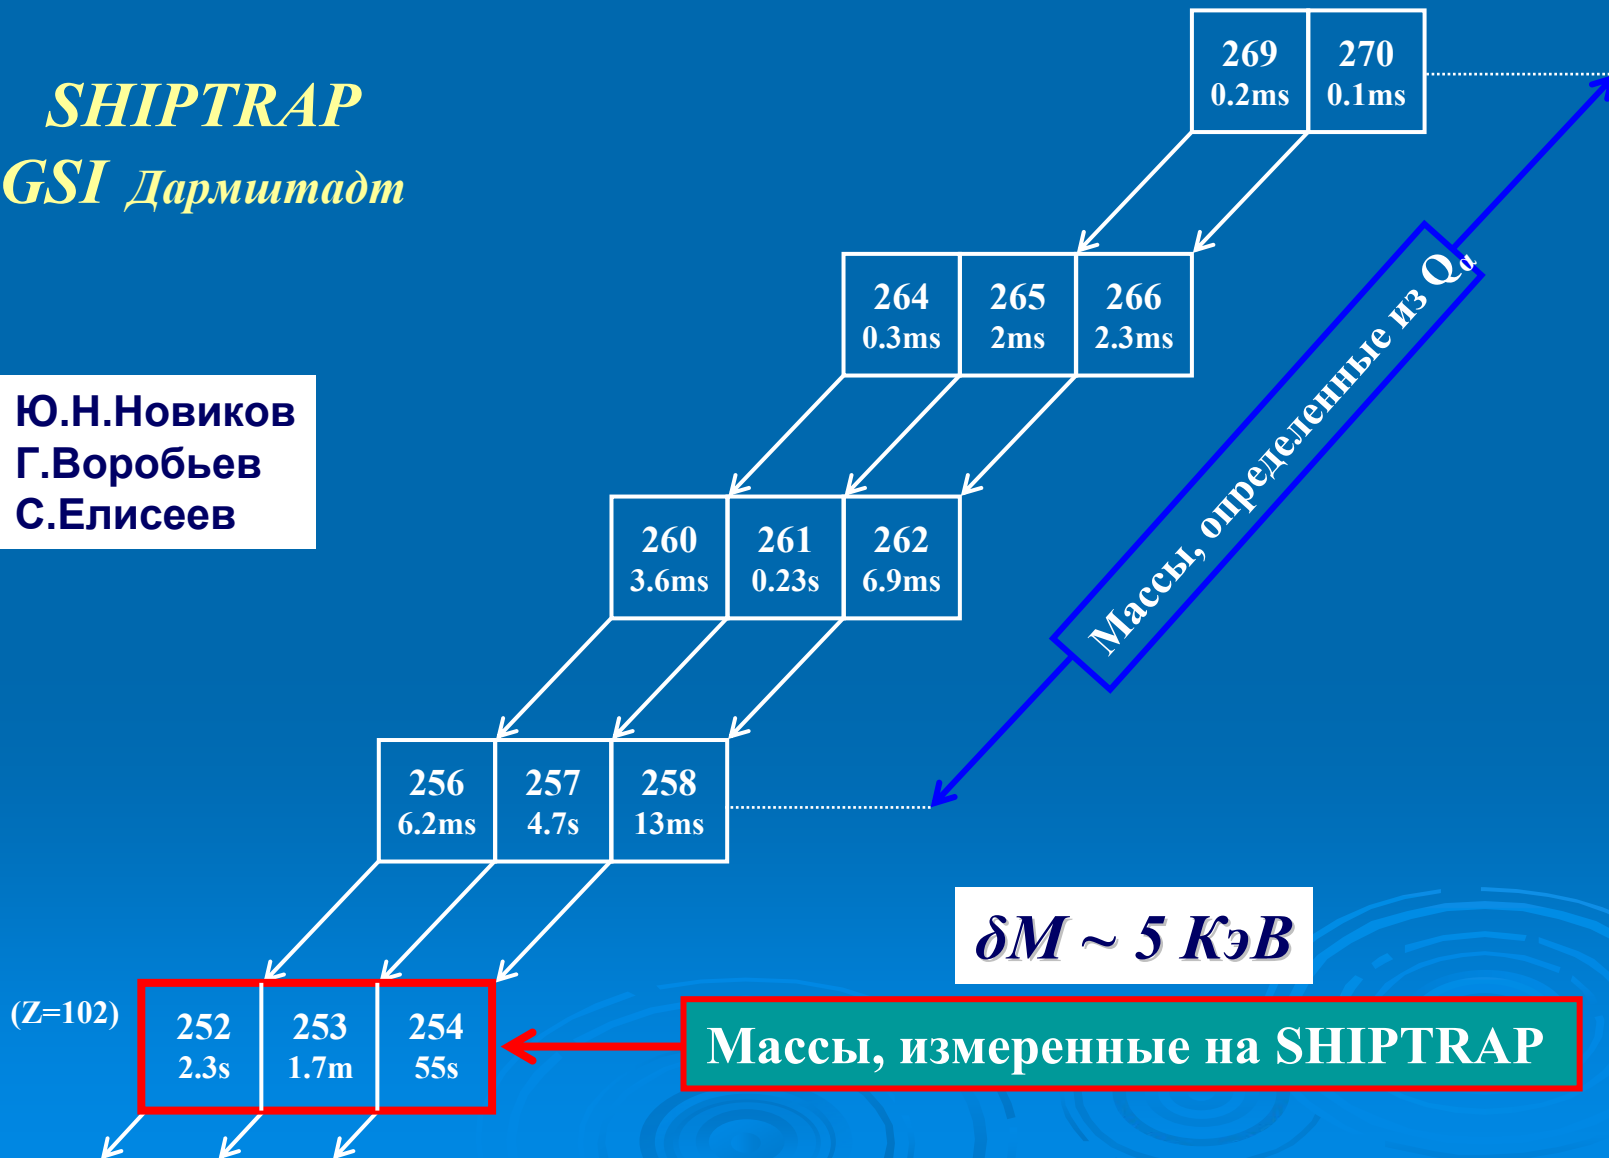 SHIPTRAP
GSI Дармштадт
269 270
0.2ms 0.1ms
264 265 266
0.3ms 2ms 2.3ms
Ю.Н.Новиков
Г.Воробьев
С.Елисеев
Массы, определенные из Qα
260 261 262
3.6ms 0.23s 6.9ms
256 257 258
6.2ms 4.7s 13ms
δM ~ 5 КэВ
(Z=102)
252 253 254
2.3s 1.7m 55s
Массы, измеренные на SHIPTRAP